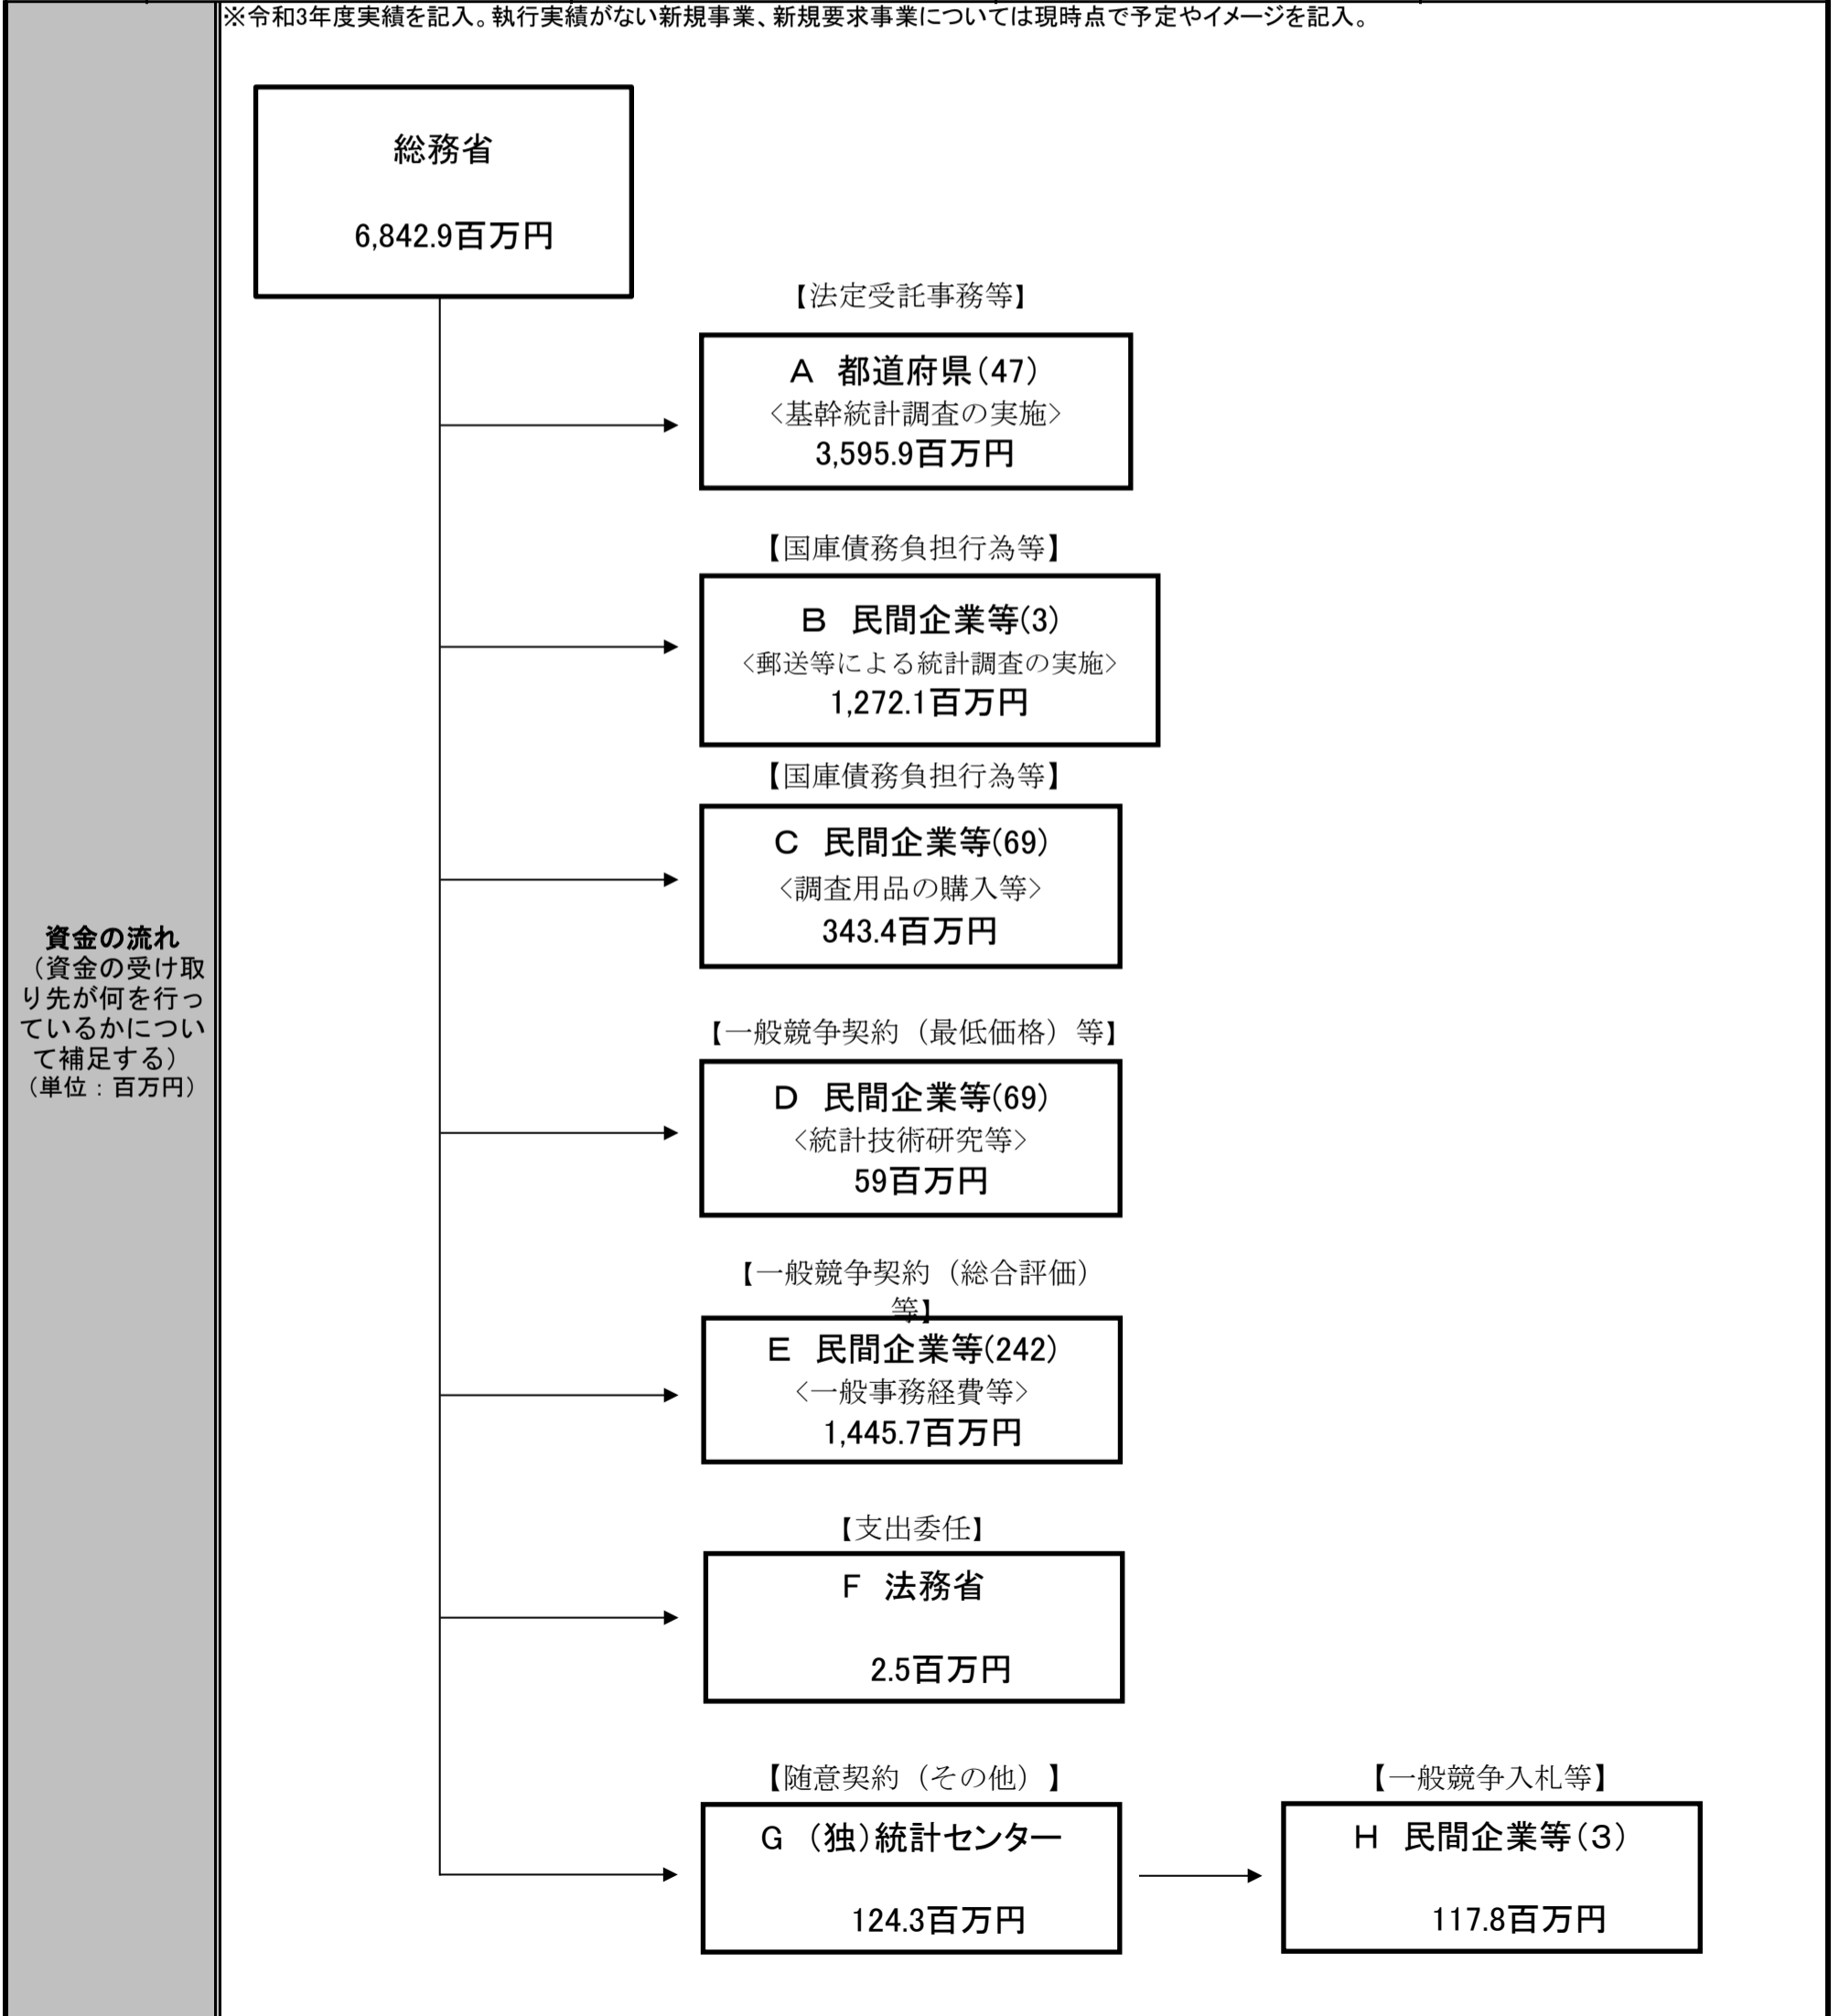 ※令和3年度実績を記入。執行実績がない新規事業、新規要求事業については現時点で予定やイメージを記入。
資金の流れ
（資金の受け取
り先が何を行っ
ているかについ
て補足する）
（単位：百万円）
総務省
6,842.9百万円
【法定受託事務等】
A　都道府県(47)
<基幹統計調査の実施>
3,595.9百万円
【国庫債務負担行為等】
B　民間企業等(3)
<郵送等による統計調査の実施>
1,272.1百万円
【国庫債務負担行為等】
C　民間企業等(69)
<調査用品の購入等>
343.4百万円
【一般競争契約（最低価格）等】
D　民間企業等(69)
<統計技術研究等>
59百万円
【一般競争契約（総合評価）
等】
E　民間企業等(242)
<一般事務経費等>
1,445.7百万円
【支出委任】
F　法務省
2.5百万円
【随意契約（その他）】
G　（独）統計センター
124.3百万円
【一般競争入札等】
H　民間企業等（３）
117.8百万円